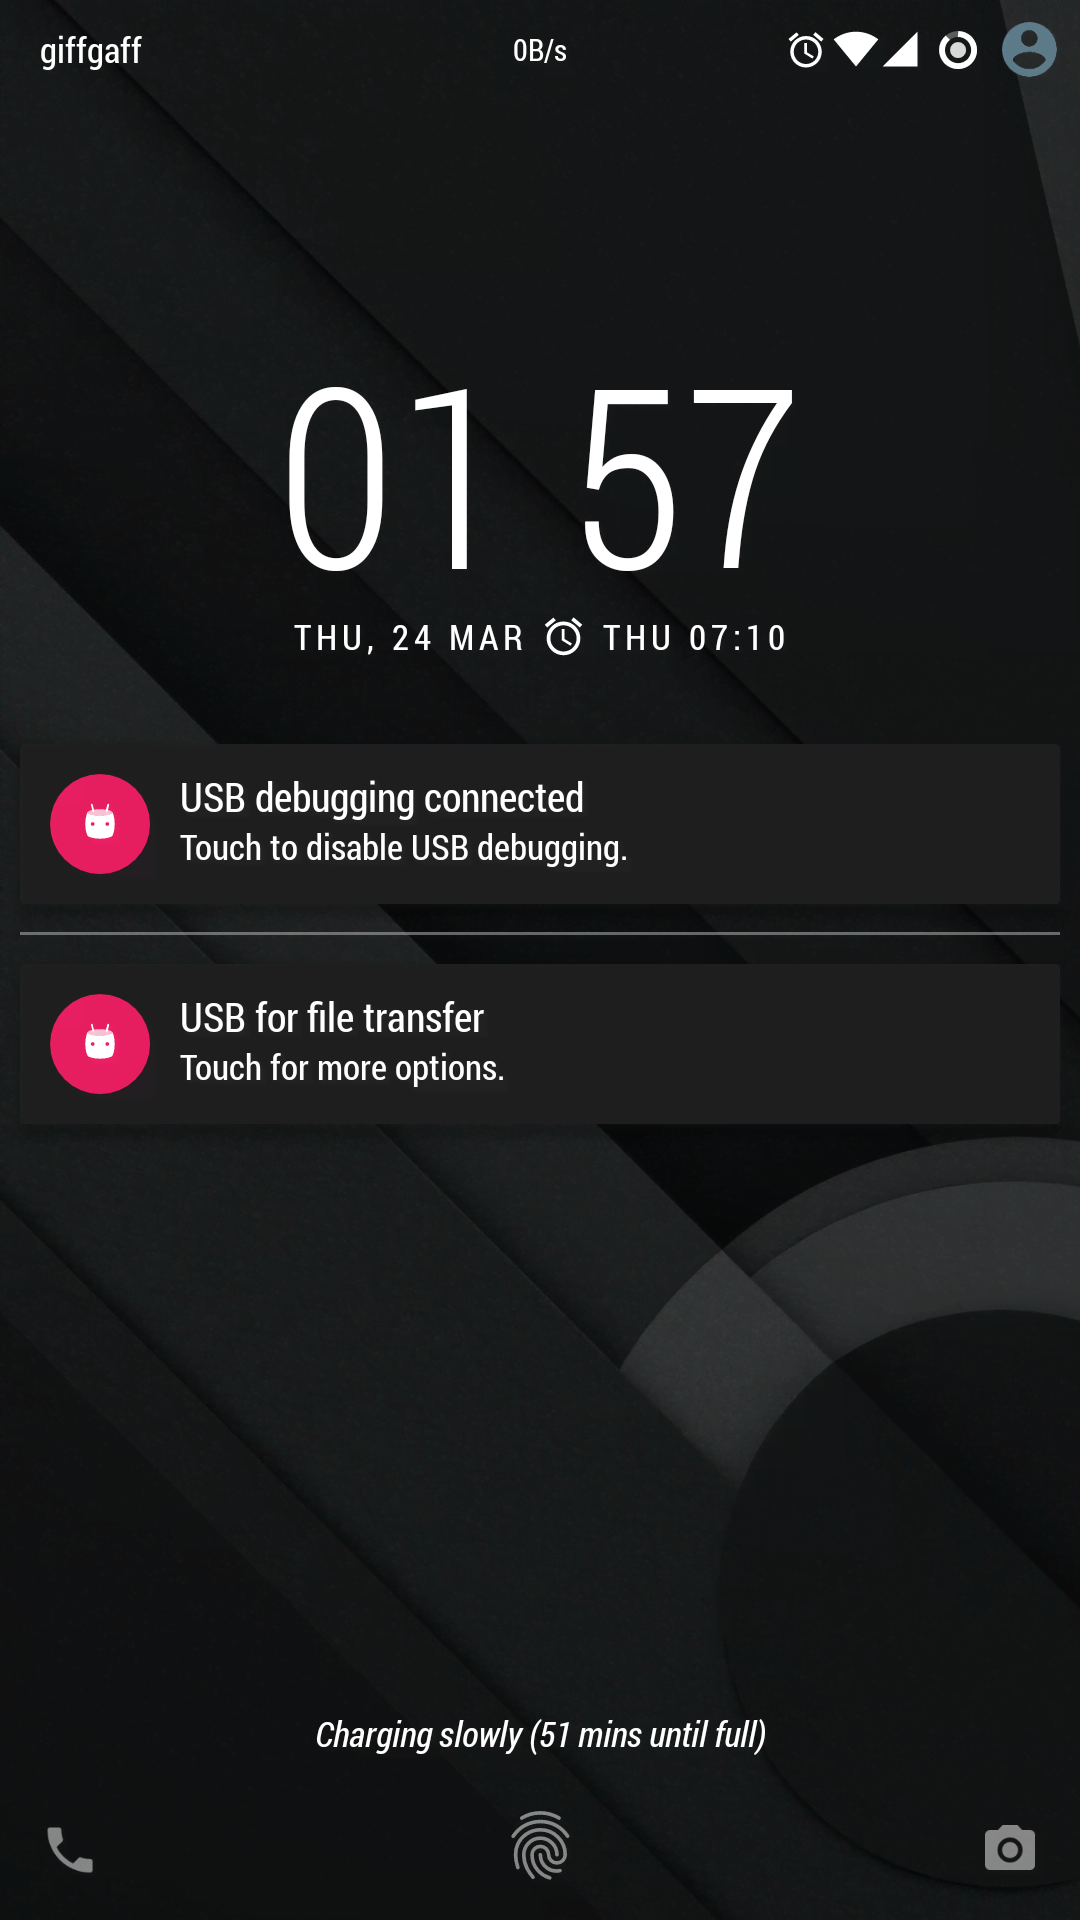 giffgaff 0B/s
01 57
THU, 24 MAR THU 07:10
USB debugging connected
Touch to disable USB debugging.
USB for file transfer
Touch for more options.
Charging slowly (51 mins until full)